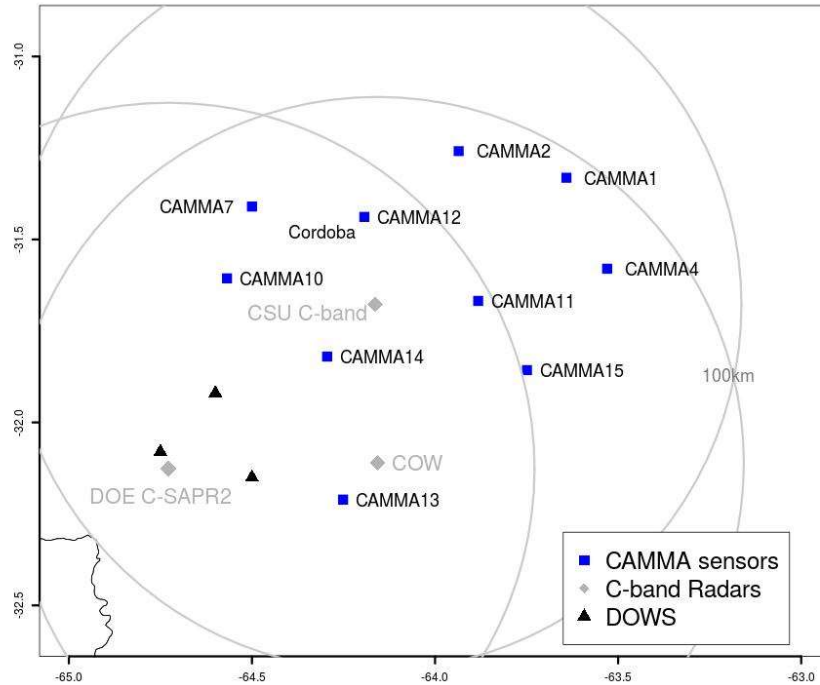 -31.0
-31.5
-32.0
-32.5
CAMMA2
CAMMA1
CAMMA7
CAMMA12
Cordoba
CAMMA4
CAMMA10
CAMMA11
CSU C-band
CAMMA14
CAMMA15
100km
COW
DOE C-SAPR2
CAMMA13
CAMMA sensors
C-band Radars
DOWS
-65.0 -64.5 -64.0 -63.5 -63.0